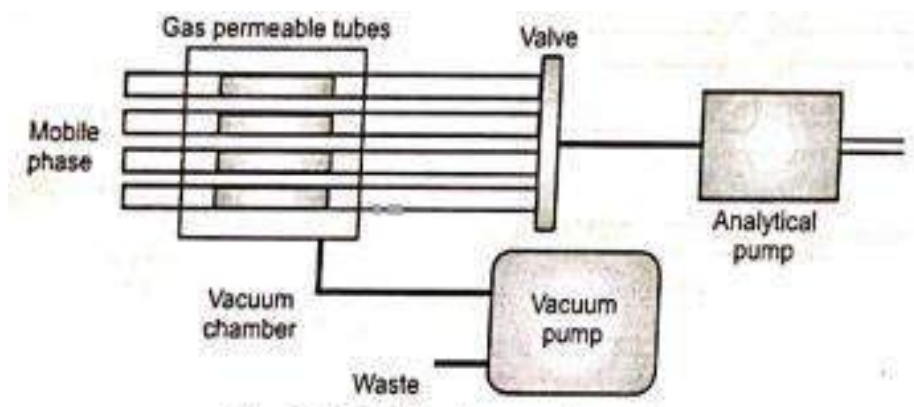 Gas permeable tubes
Valve
Mobile
phase
Analytical
pump
Vacuum
chamber
Vacuum
pump
Waste